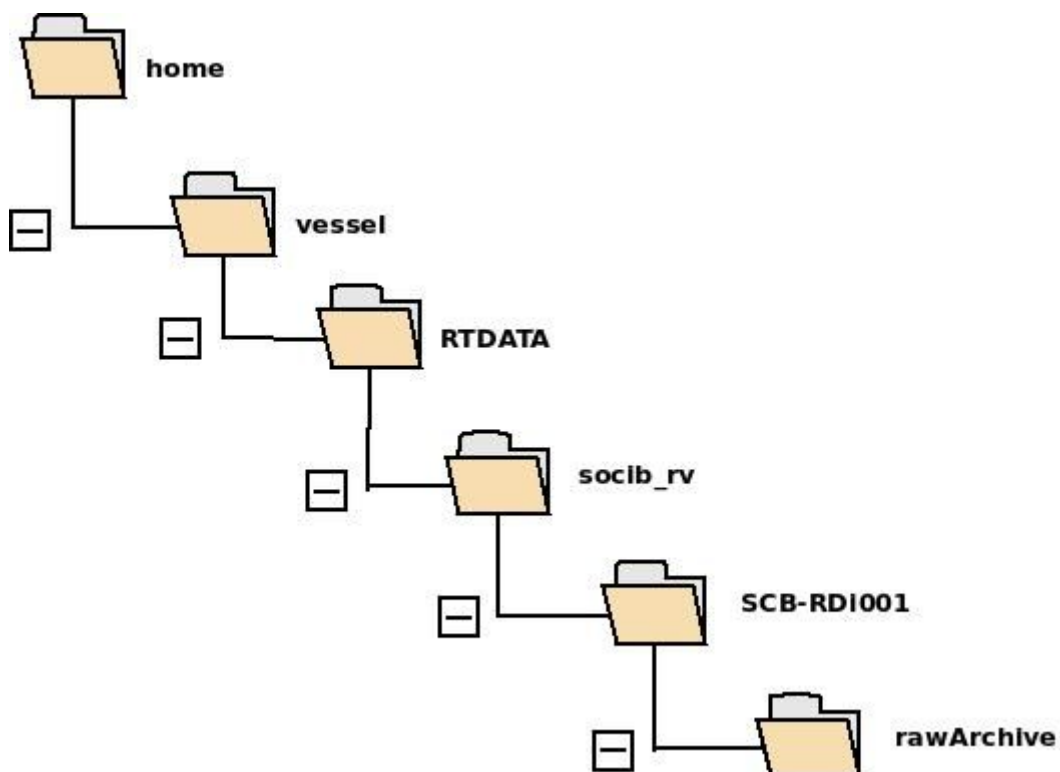 home
vessel
RTDATA
socib_rv
SCB-RDI001
rawArchive